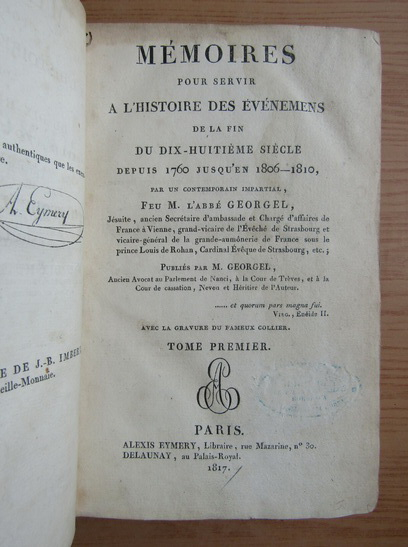 authentiques que les exem
e.
A. Eymery
E DE J.-B. IMBER
eille-Monnaie.
MÉMOIRES
POUR SERVIR
A L'HISTOIRE DES ÉVÉNEMENS
DE LA FIN
DU DIX-HUITIÈME SIÈCLE
DEPUIS 1760 JUSQU'EN 1806—1810,
PAR UN CONTEMPORAIN IMPARTIAL,
FEU M. L'ABBÉ GEORGEL,
Jésuite, ancien Secrétaire d'ambassade et Chargé d'affaires de
France à Vienne, grand-vicaire de l'Évêché de Strasbourg et
vicaire-général de la grande-aumônerie de France sous le
prince Louis de Rohan, Cardinal Évêque de Strasbourg, etc.;
PUBLIÉS PAR M. GEORGEL,
Ancien Avocat au Parlement de Nanci, à la Cour de Trèves, et à la
Cour de cassation, Neveu et Héritier de l'Auteur.
...... et quorum pars magna fui.
VIRG., Enéide II.
AVEC LA GRAVURE DU FAMEUX COLLIER.
TOME PREMIER.
PARIS.
ALEXIS EYMERY, Libraire, rue Mazarine, n° 30.
DELAUNAY, au Palais-Royal.
1817.